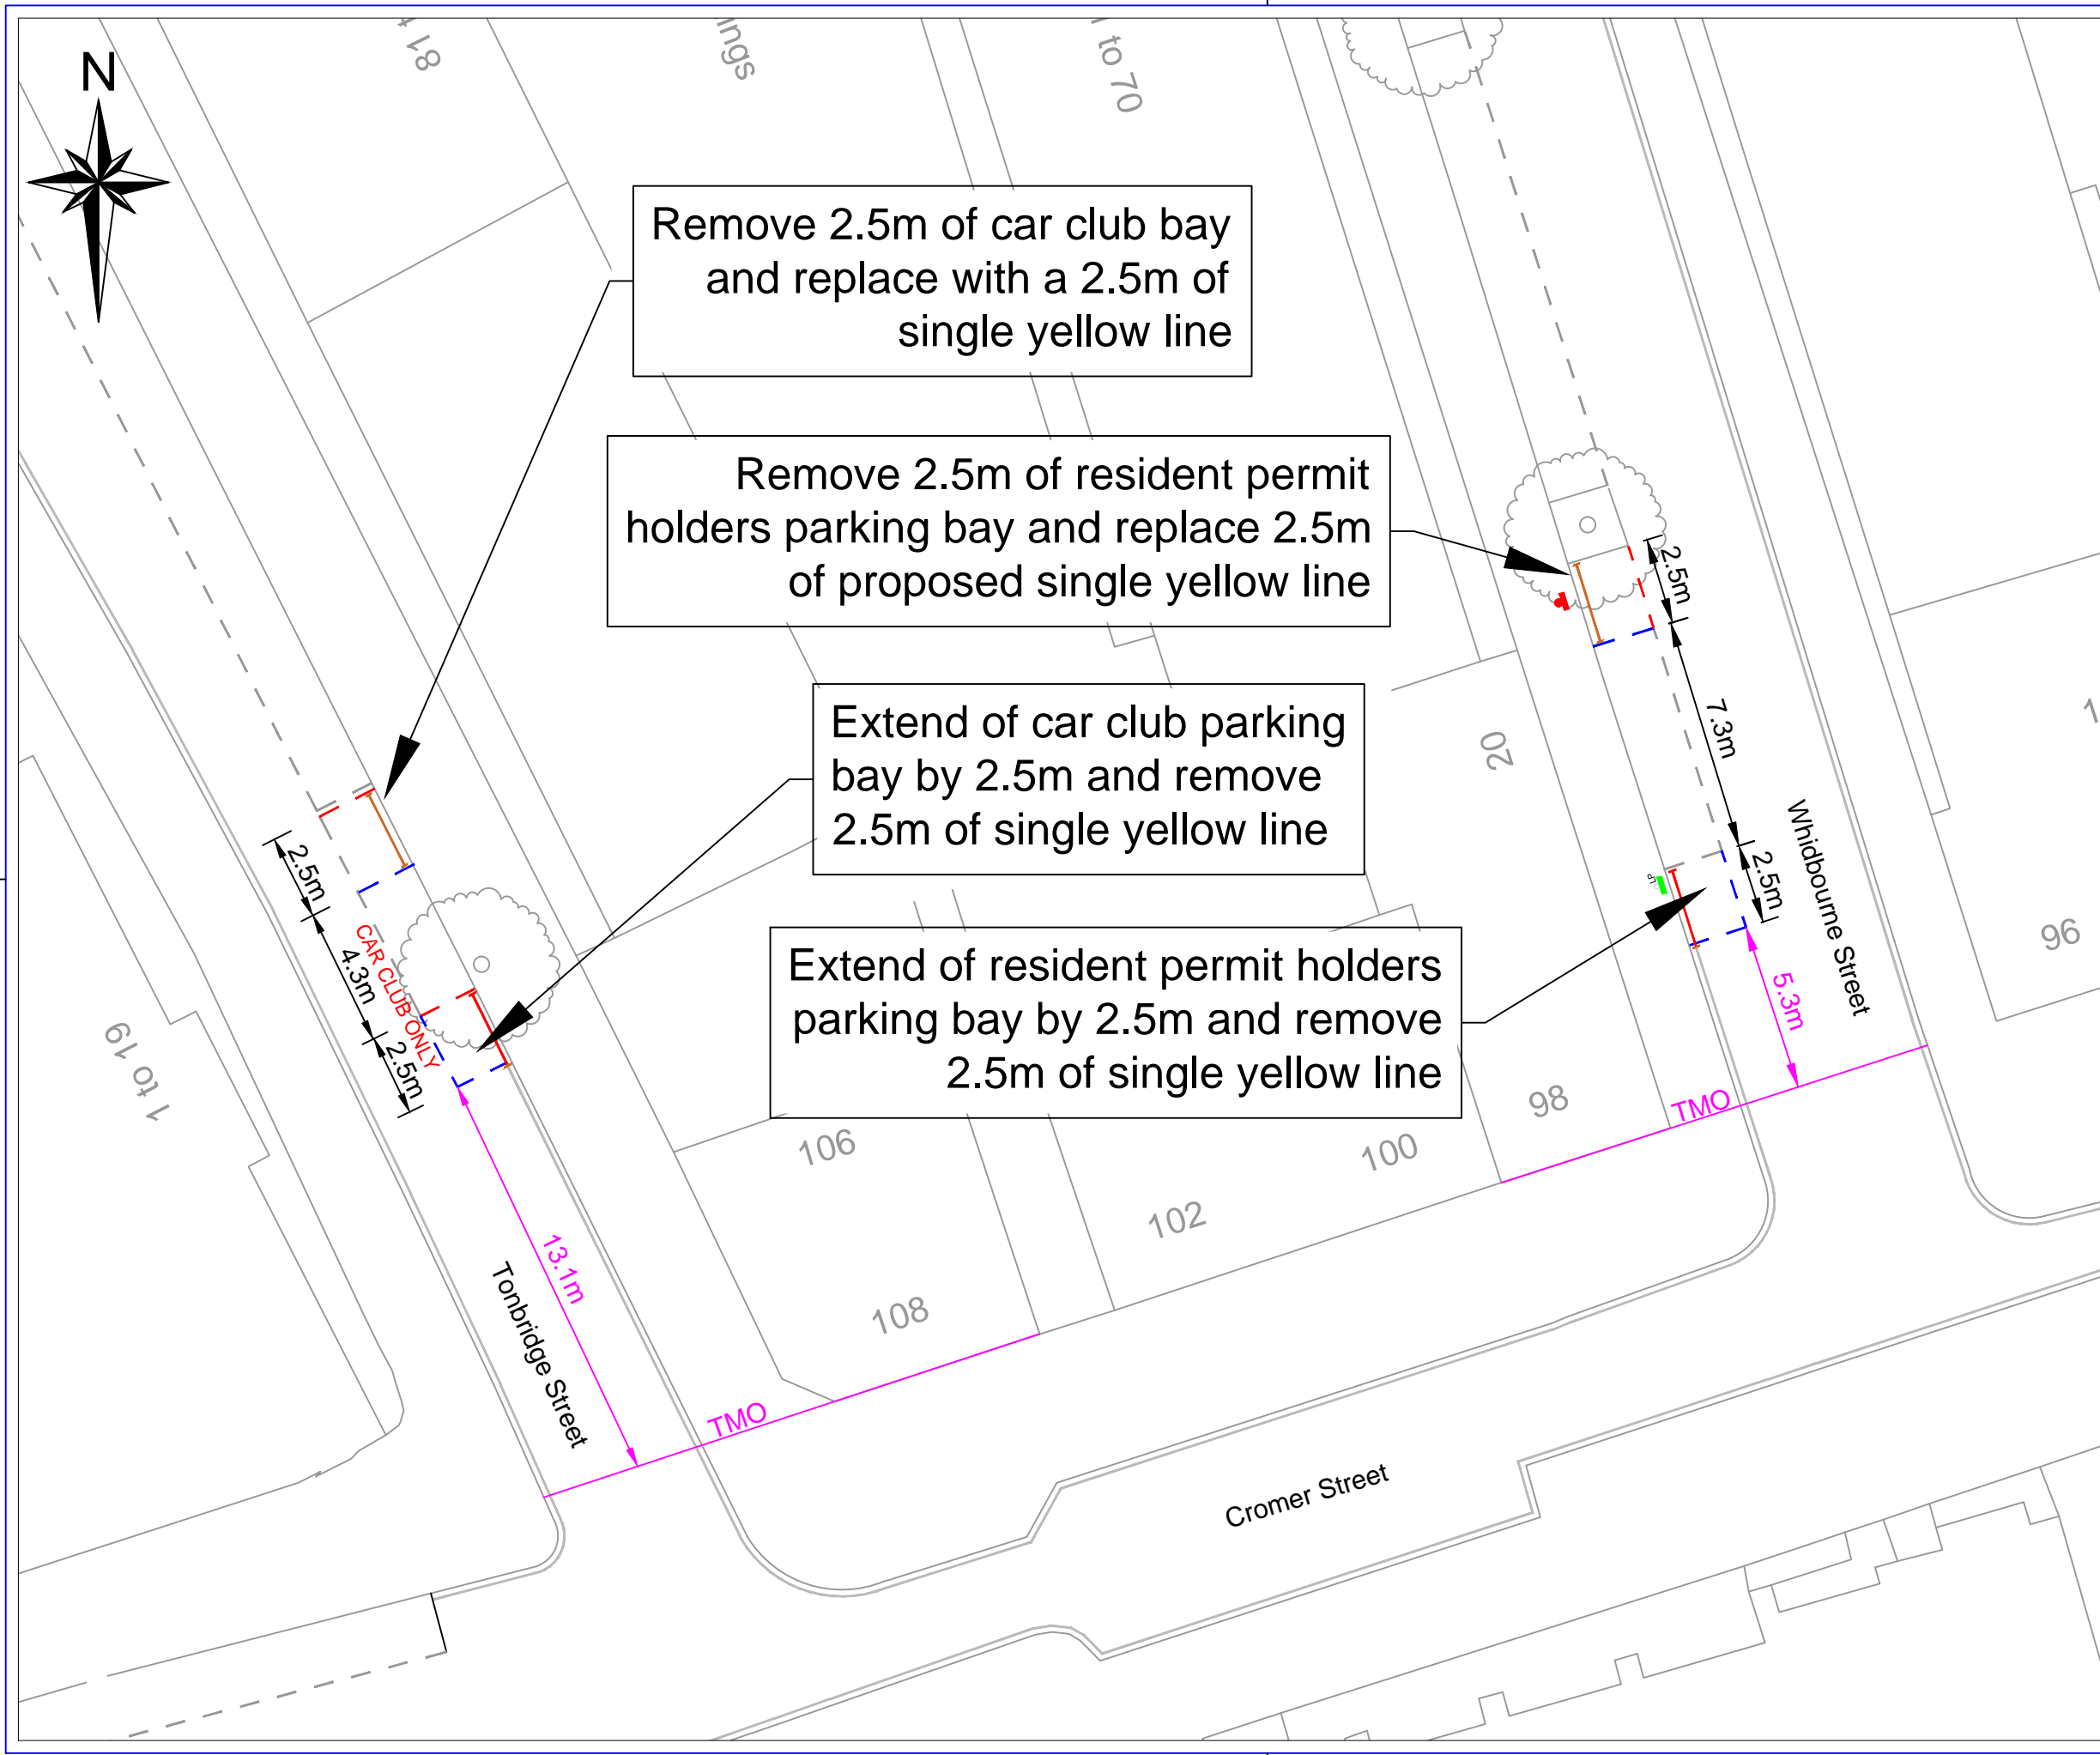 N
814
ings
to 70
Remove 2.5m of car club bay
and replace with a 2.5m of
single yellow line
Remove 2.5m of resident permit
holders parking bay and replace 2.5m
of proposed single yellow line
2.5m
7.3m
Extend of car club parking
bay by 2.5m and remove
2.5m of single yellow line
20
Whidbourne Street
2.5m
LP
96
2.5m
4.3m
CAR CLUB ONLY
2.5m
Extend of resident permit holders
parking bay by 2.5m and remove
2.5m of single yellow line
5.3m
1 to 19
TMO
98
100
106
102
108
13.1m
Tonbridge Street
TMO
Cromer Street